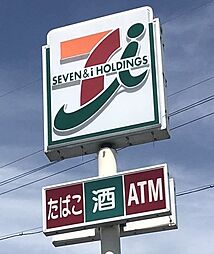 SEVEN & i HOLDINGS
たばこ 酒 ATM